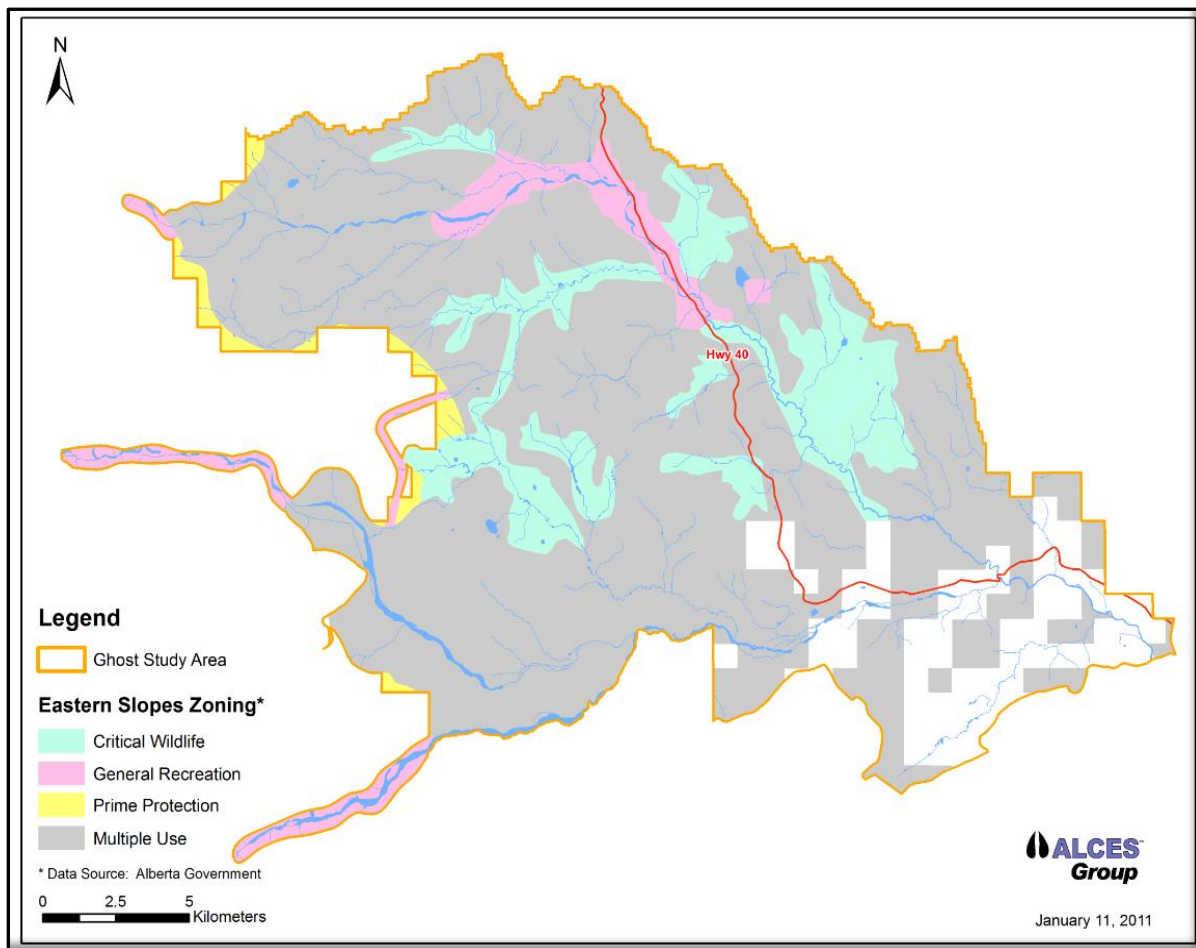 N
Hwy 40
Legend
Ghost Study Area
Eastern Slopes Zoning*
Critical Wildlife
General Recreation
Prime Protection
Multiple Use
* Data Source: Alberta Government
0 2.5 5
Kilometers
ALCES™
Group
January 11, 2011